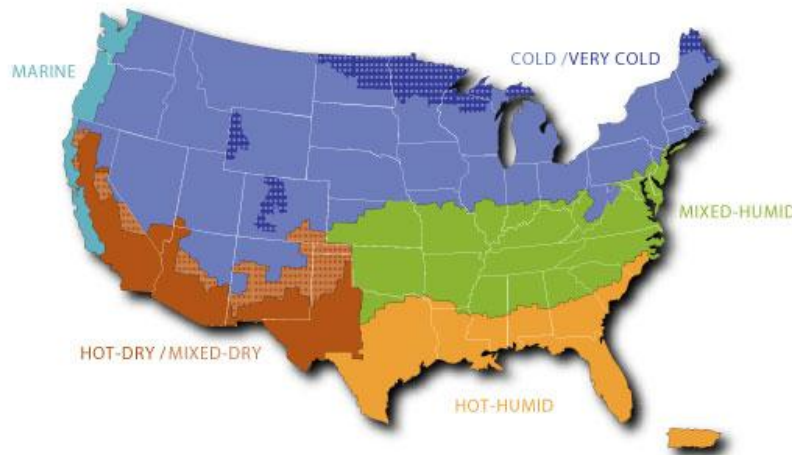 COLD /VERY COLD
MARINE
MIXED-HUMID
HOT-DRY / MIXED-DRY
HOT-HUMID